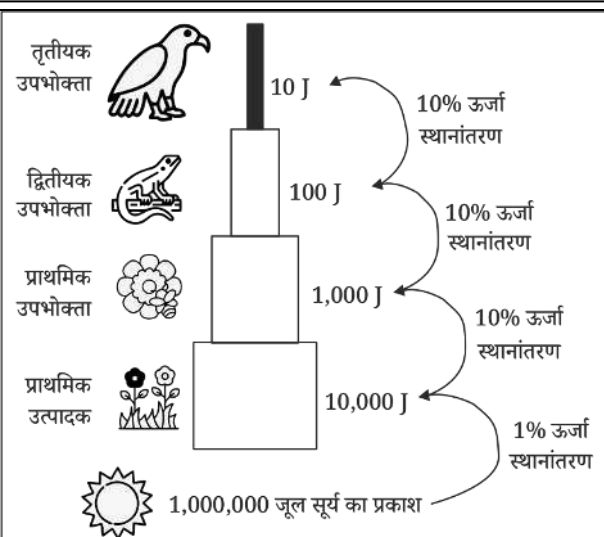 तृतीयक
उपभोक्ता
10 J
10% ऊर्जा
स्थानांतरण
द्वितीयक
उपभोक्ता
100 J
10% ऊर्जा
स्थानांतरण
प्राथमिक
उपभोक्ता
1,000 J
10% ऊर्जा
स्थानांतरण
प्राथमिक
उत्पादक
10,000 J
1% ऊर्जा
स्थानांतरण
1,000,000 जूल सूर्य का प्रकाश